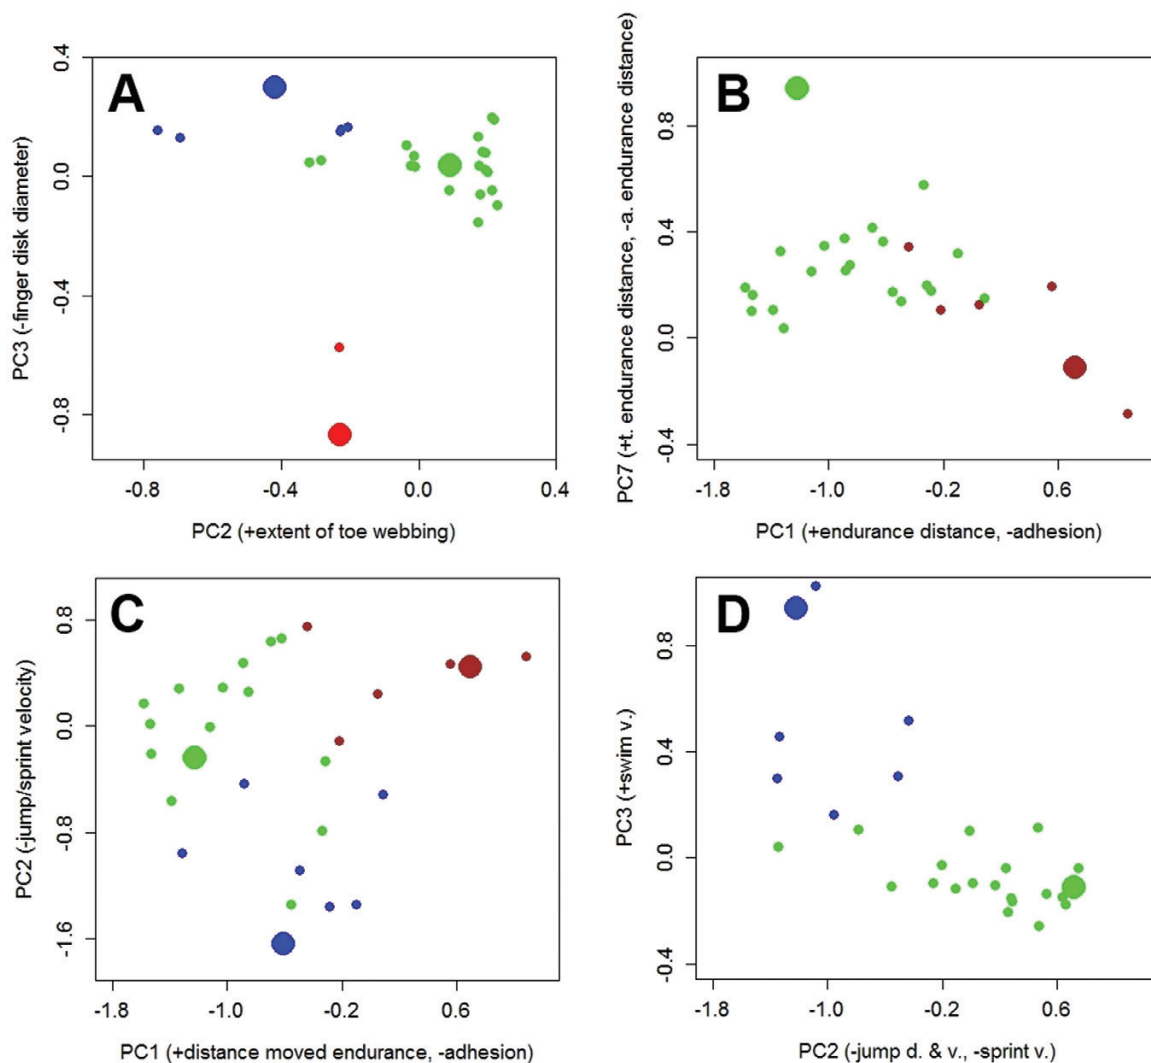 A
0.4
0.0
-0.4
-0.8
PC3 (-finger disk diameter)
-0.8
-0.4
0.0
0.4
PC2 (+extent of toe webbing)
B
0.8
0.4
0.0
-0.4
PC7 (+t. endurance distance, -a. endurance distance)
-1.8
-1.0
-0.2
0.6
PC1 (+endurance distance, -adhesion)
C
0.8
0.0
-0.8
-1.6
PC2 (-jump/sprint velocity)
-1.8
-1.0
-0.2
0.6
PC1 (+distance moved endurance, -adhesion)
D
0.8
0.4
0.0
-0.4
PC3 (+swim v.)
-1.8
-1.0
-0.2
0.6
PC2 (-jump d. & v., -sprint v.)